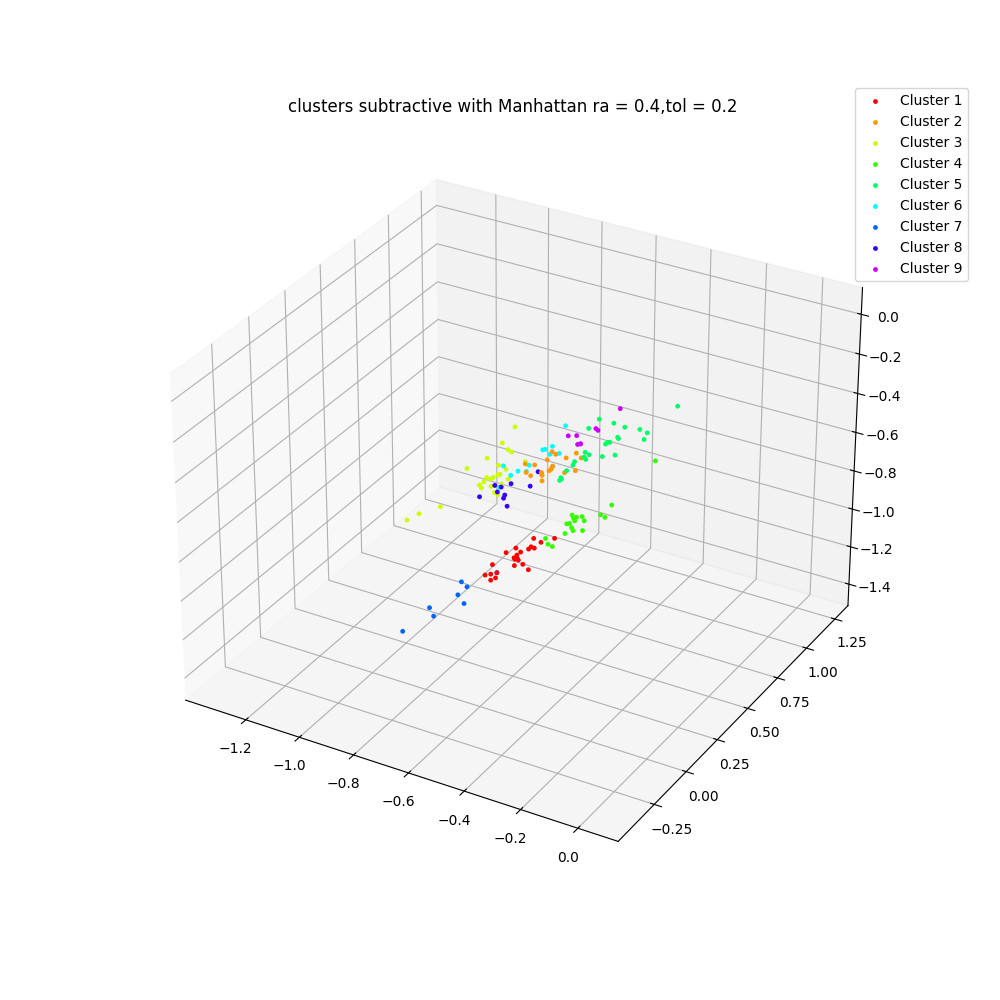 clusters subtractive with Manhattan ra = 0.4,tol = 0.2
Cluster 1
Cluster 2
Cluster 3
Cluster 4
Cluster 5
Cluster 6
Cluster 7
Cluster 8
Cluster 9
0.0
−0.2
−0.4
−0.6
−0.8
−1.0
−1.2
−1.4
1.25
1.00
0.75
0.50
0.25
0.00
−0.25
−1.2
−1.0
−0.8
−0.6
−0.4
−0.2
0.0